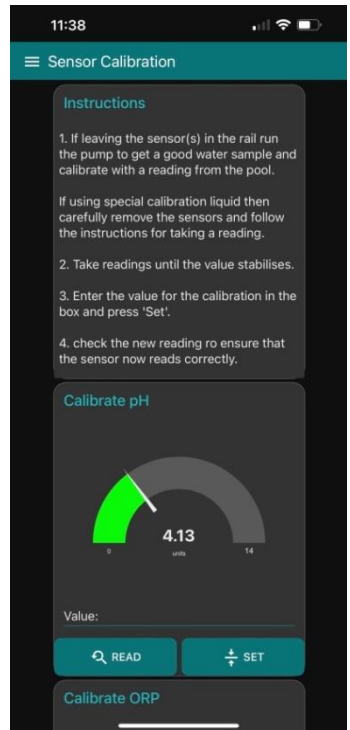 11:38
Sensor Calibration
Instructions
1. If leaving the sensor(s) in the rail run
the pump to get a good water sample and
calibrate with a reading from the pool.
If using special calibration liquid then
carefully remove the sensors and follow
the instructions for taking a reading.
2. Take readings until the value stabilises.
3. Enter the value for the calibration in the
box and press 'Set'.
4. check the new reading ro ensure that
the sensor now reads correctly.
Calibrate pH
4.13
0
units
14
Value:
READ
SET
Calibrate ORP